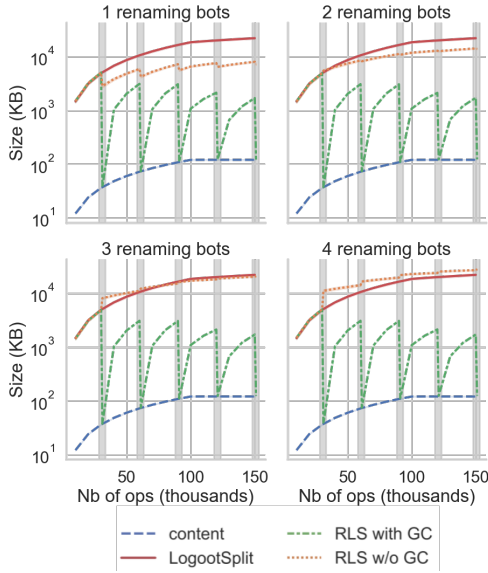 1 renaming bots
2 renaming bots
Size (KB)
10^4
10^3
10^2
10^1
3 renaming bots
4 renaming bots
Size (KB)
10^4
10^3
10^2
10^1
50
100
150
50
100
150
Nb of ops (thousands)
Nb of ops (thousands)
content
RLS with GC
LogootSplit
RLS w/o GC